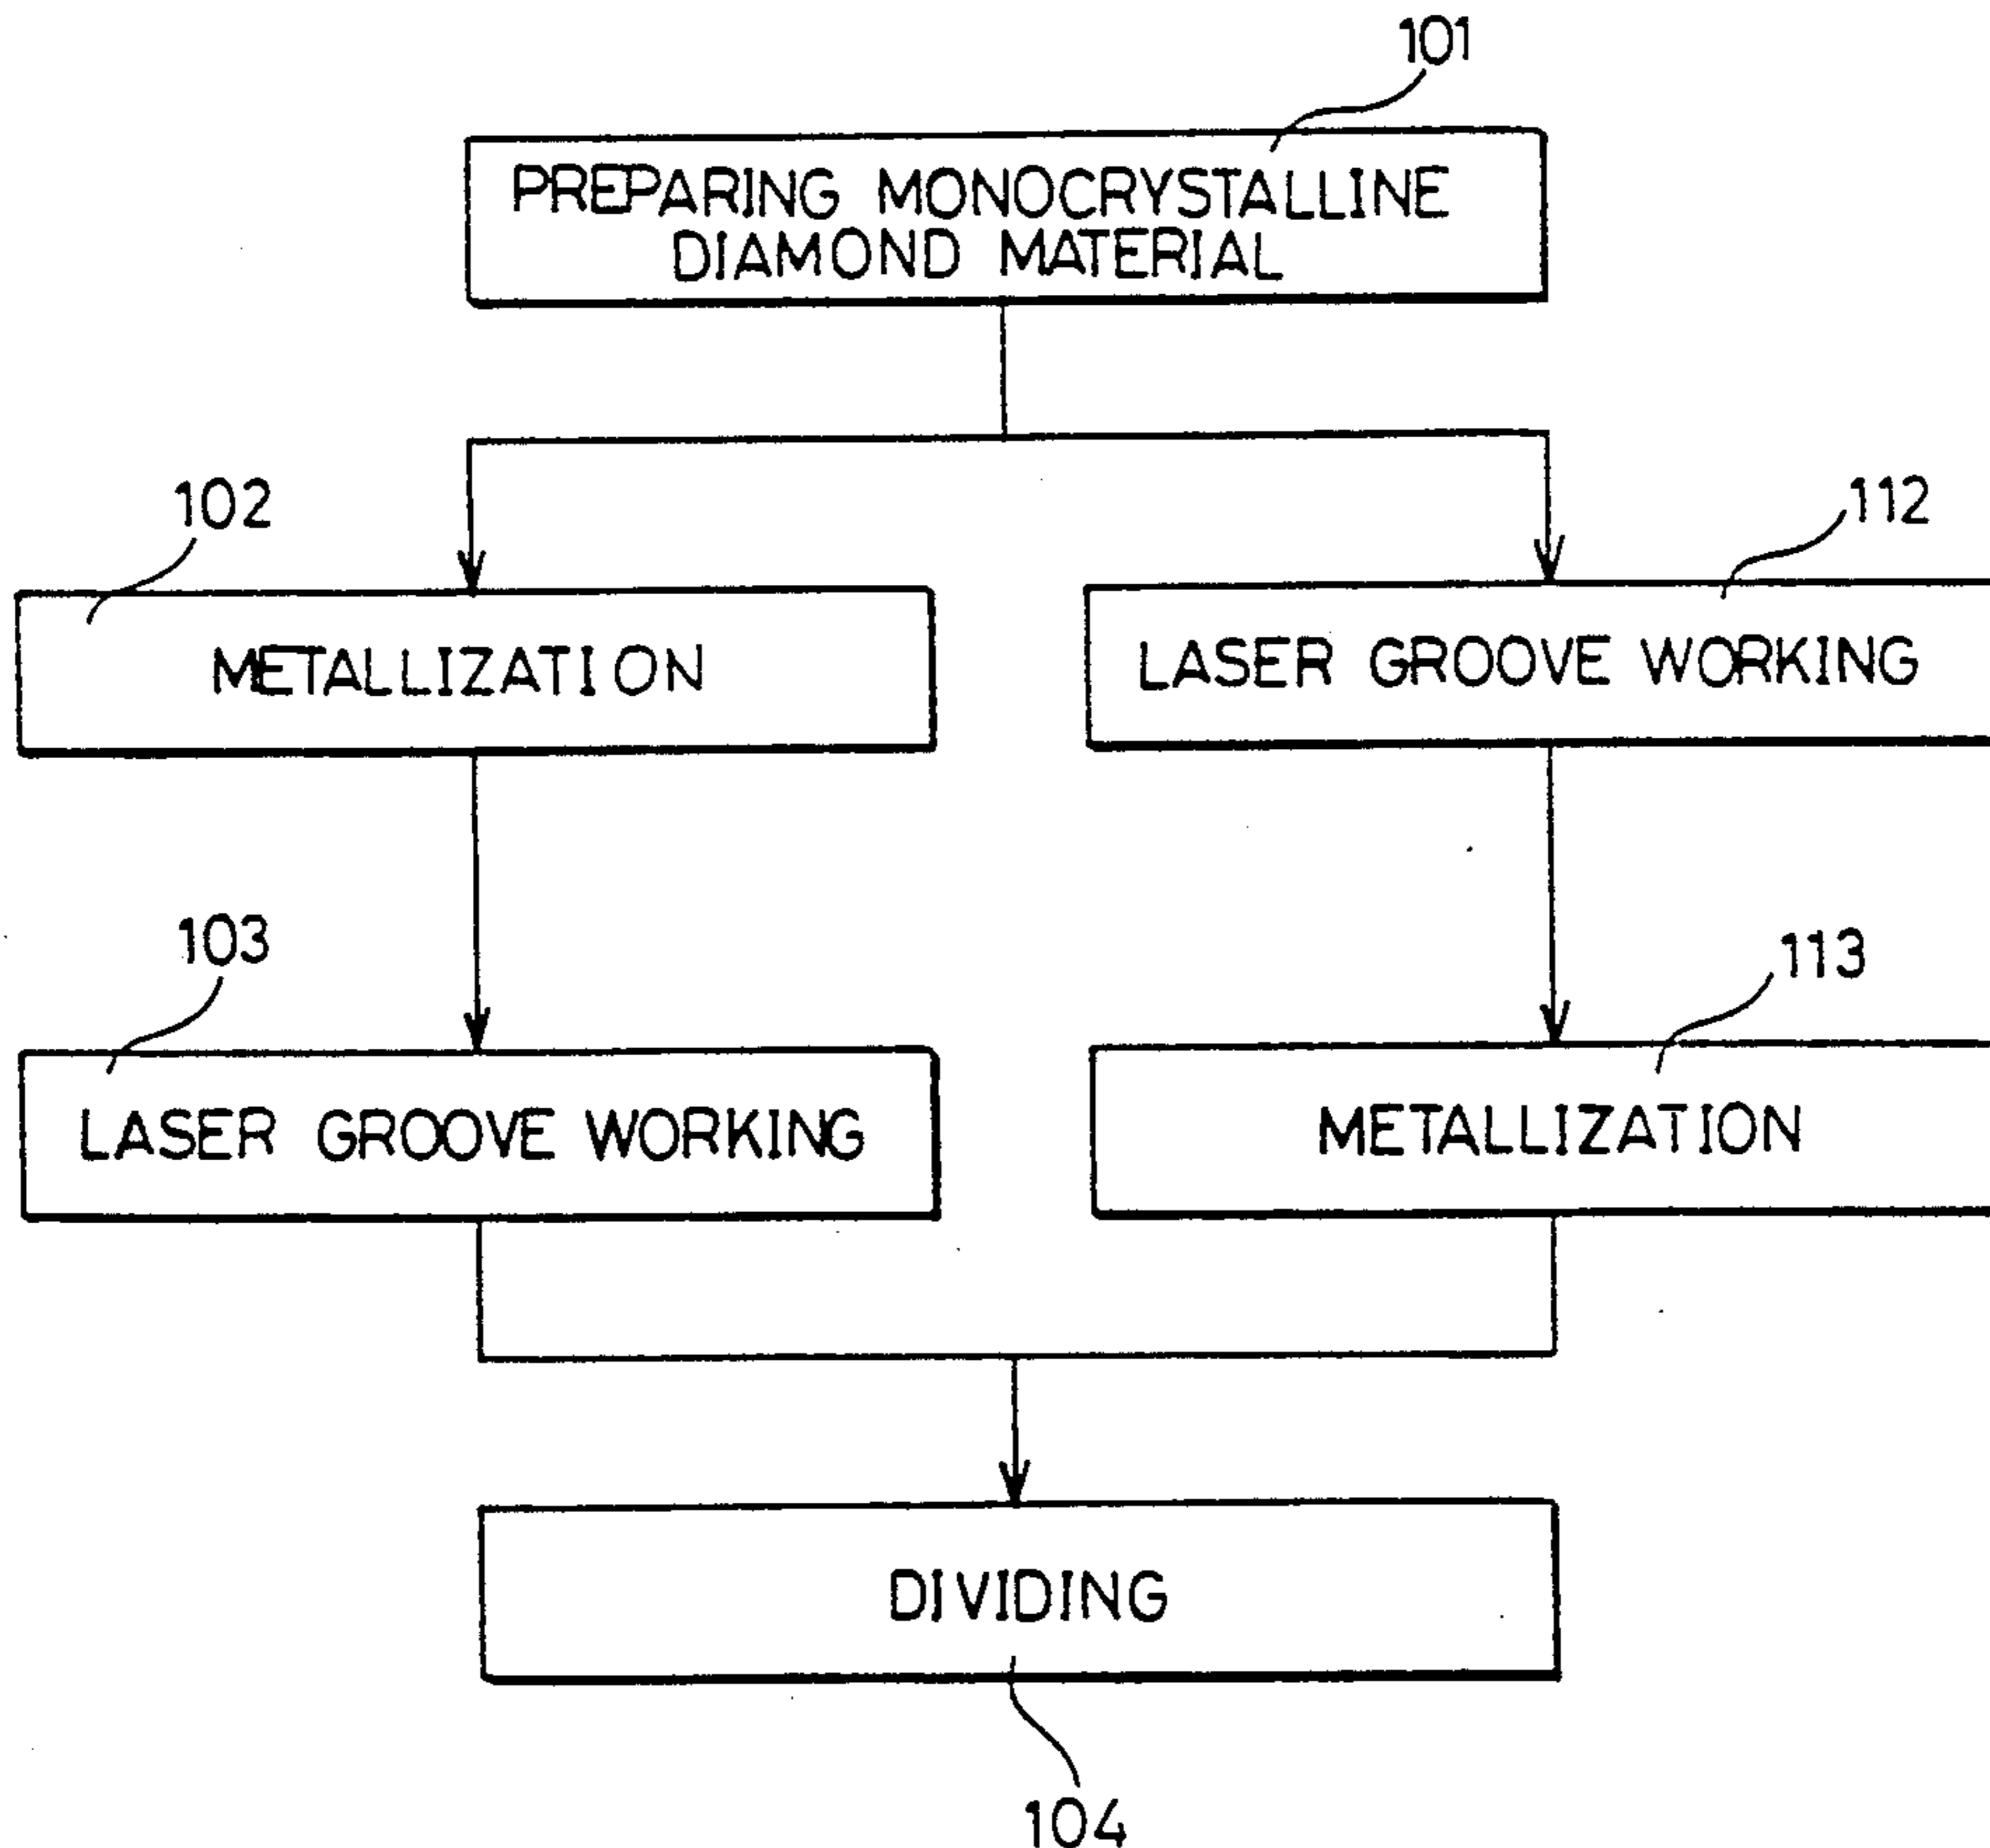 101
PREPARING MONOCRYSTALLINE
DIAMOND MATERIAL
102
112
METALLIZATION
LASER GROOVE WORKING
103
113
LASER GROOVE WORKING
METALLIZATION
DIVIDING
104